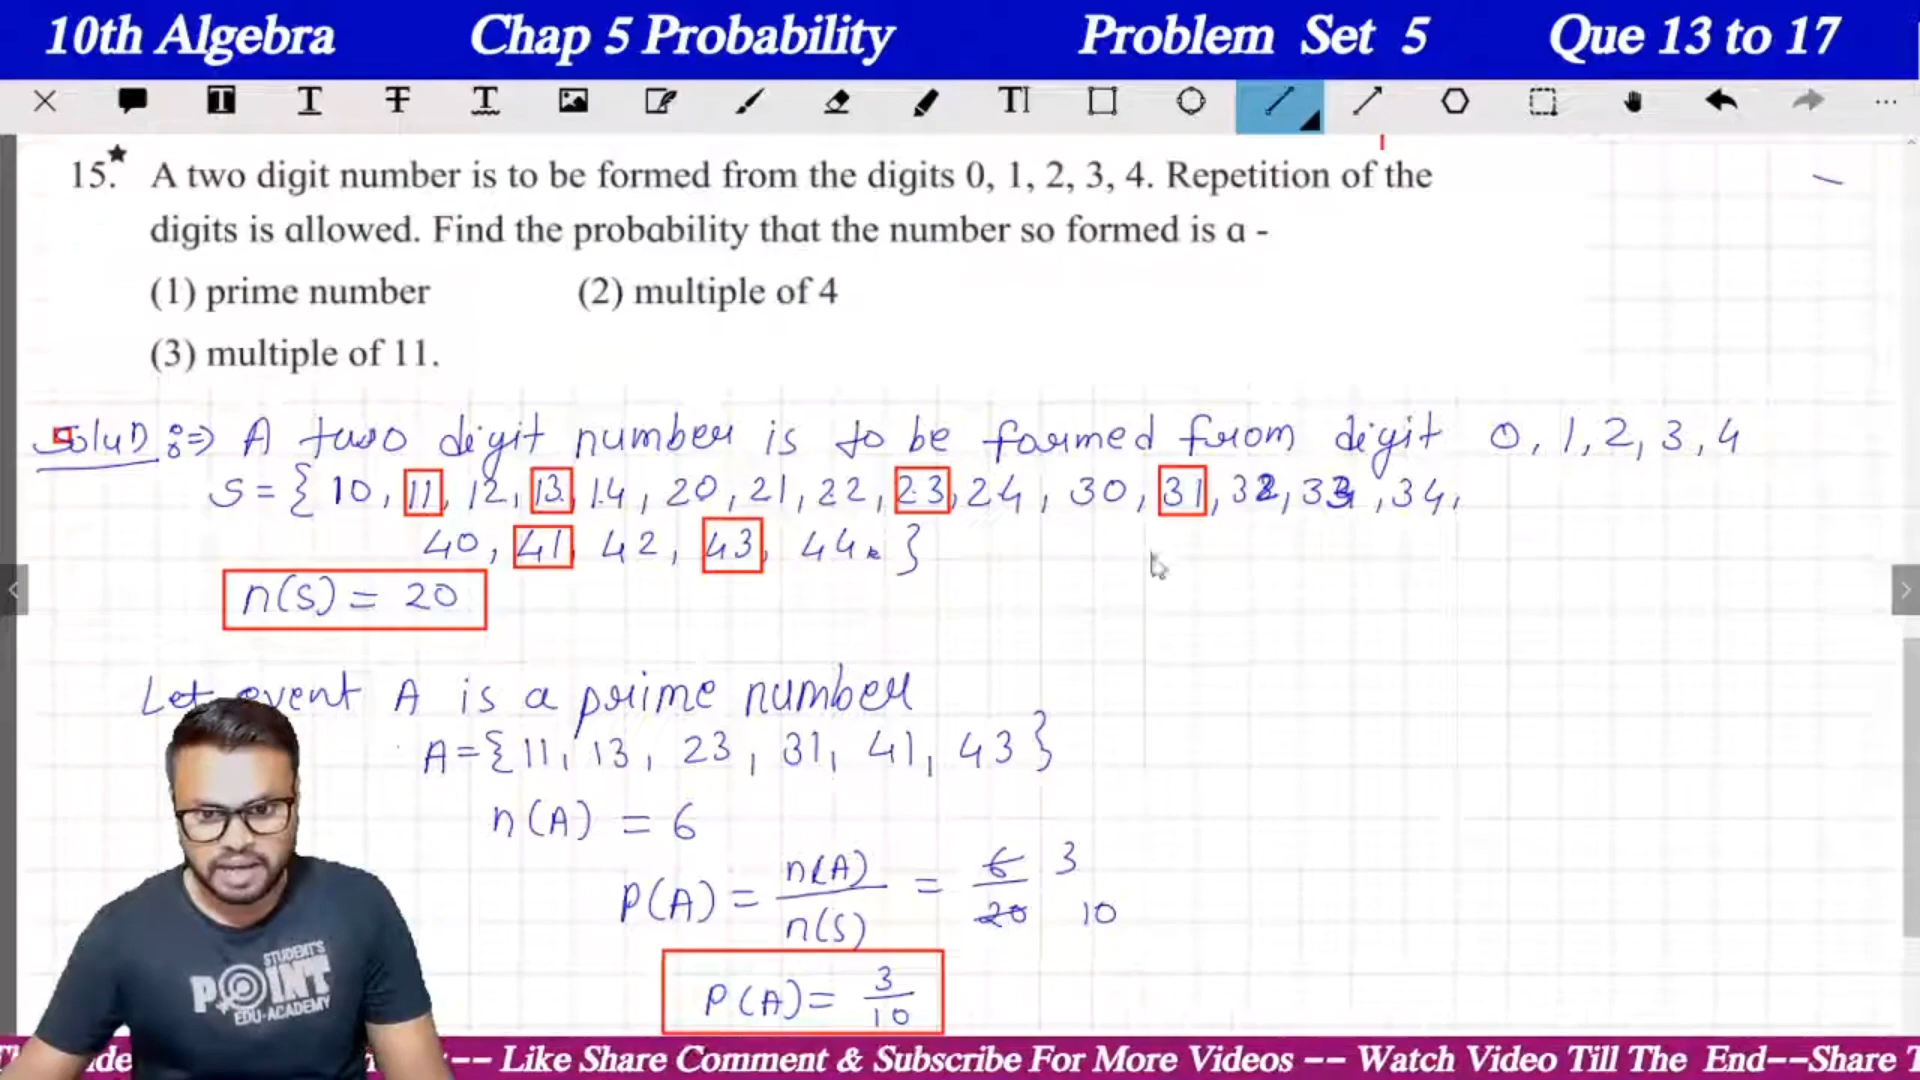 10th Algebra Chap 5 Probability Problem Set 5 Que 13 to 17
15.★ A two digit number is to be formed from the digits 0, 1, 2, 3, 4. Repetition of the
digits is allowed. Find the probability that the number so formed is a -
(1) prime number (2) multiple of 4
(3) multiple of 11.
Solun :⇒ A two digit number is to be formed from digit 0, 1, 2, 3, 4
S = { 10, 11, 12, 13, 14, 20, 21, 22, 23, 24, 30, 31, 32, 33, 34,
40, 41, 42, 43, 44. }
n(S) = 20
Let event A is a prime number
A = { 11, 13, 23, 31, 41, 43 }
n(A) = 6
P(A) = n(A) / n(S) = 6 / 20 3 10
P(A) = 3 / 10
STUDENT'S
POINT
EDU-ACADEMY
-- Like Share Comment & Subscribe For More Videos -- Watch Video Till The End--Share